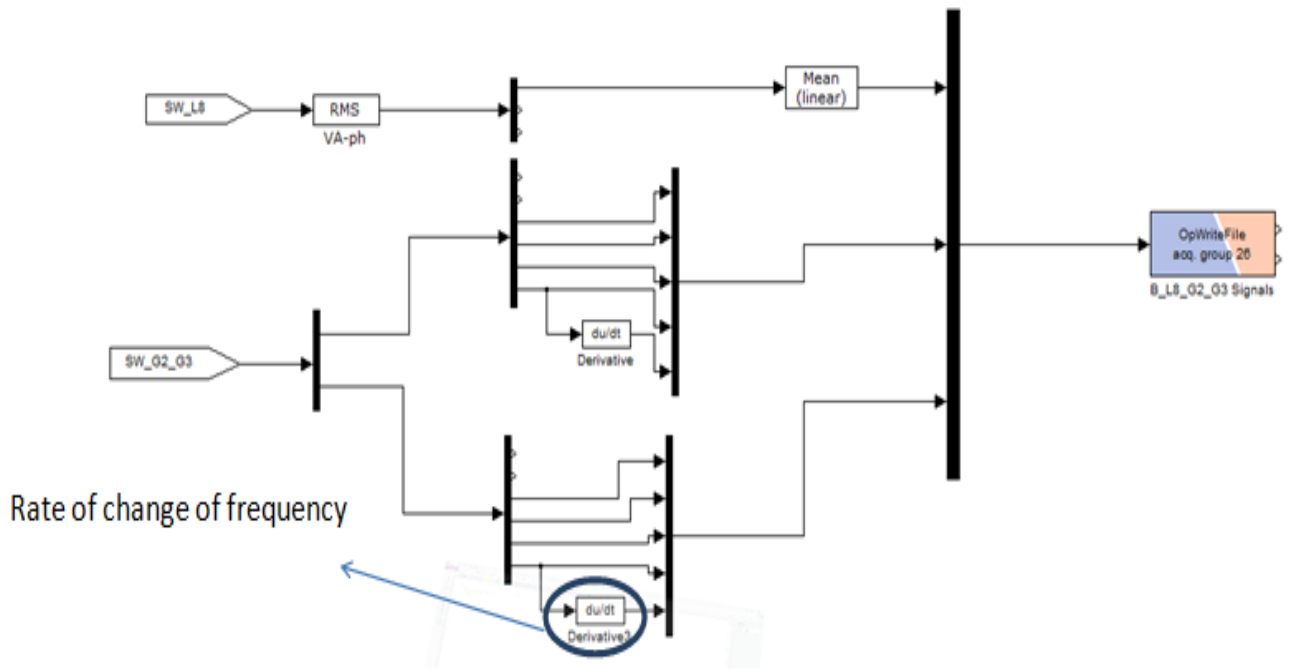 SW_L8
RMS
VA-ph
Mean
(linear)
OpWriteFile
acq. group 26
B_L8_G2_G3 Signals
du/dt
Derivative
SW_G2_G3
Rate of change of frequency
du/dt
Derivative3